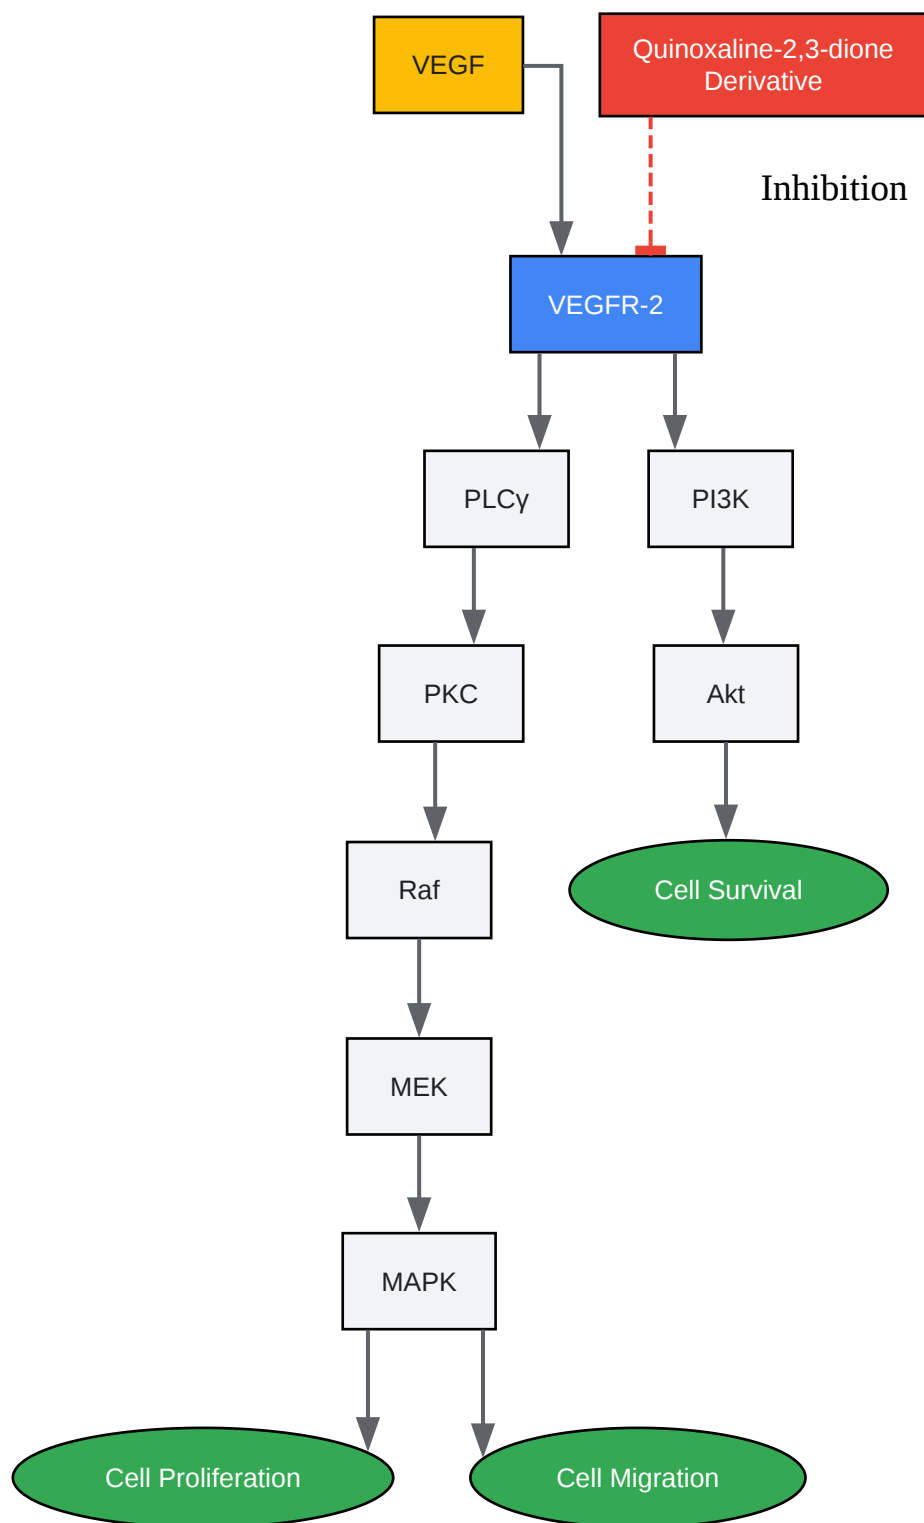 VEGF
Quinoxaline-2,3-dione
Derivative
Inhibition
VEGFR-2
PLCγ
PI3K
PKC
Akt
Raf
Cell Survival
MEK
MAPK
Cell Proliferation
Cell Migration